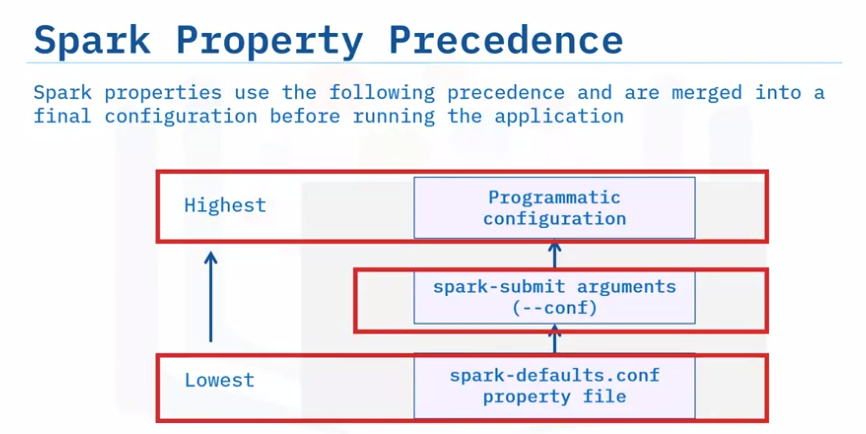 Spark Property Precedence
Spark properties use the following precedence and are merged into a
final configuration before running the application
Highest
Programmatic
configuration
spark-submit arguments
(--conf)
Lowest
spark-defaults.conf
property file